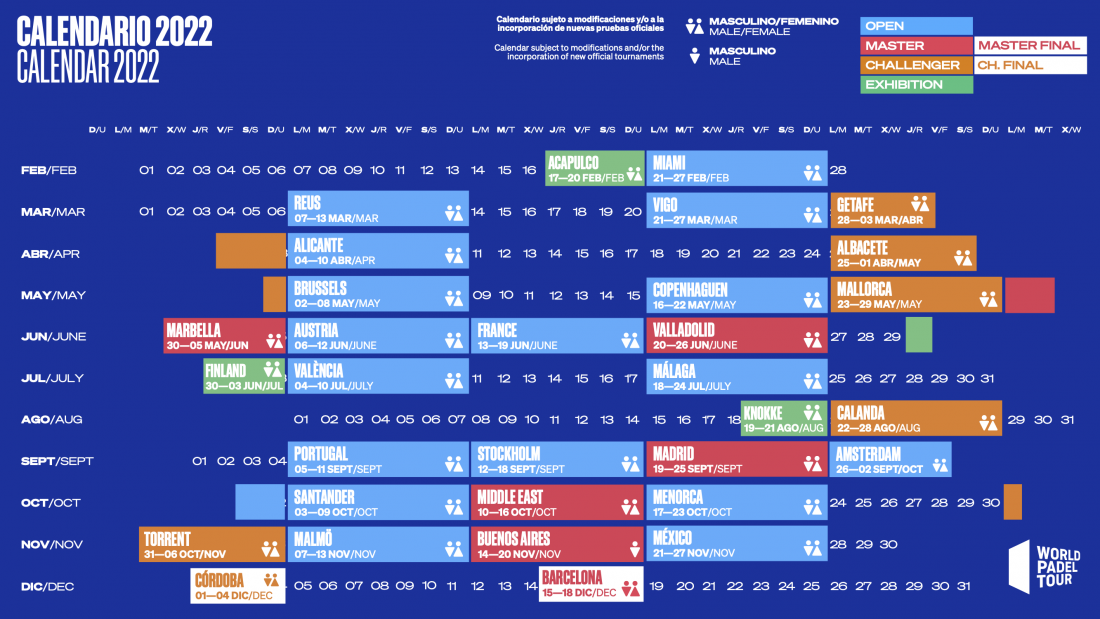 CALENDARIO 2022
CALENDAR 2022
Calendario sujeto a modificaciones y/o a la
incorporación de nuevas pruebas oficiales
Calendar subject to modifications and/or the
incorporation of new official tournaments
MASCULINO/FEMENINO
MALE/FEMALE
MASCULINO
MALE
OPEN
MASTER MASTER FINAL
CHALLENGER CH. FINAL
EXHIBITION
D/U L/M M/T X/W J/R V/F S/S D/U L/M M/T X/W J/R V/F S/S D/U L/M M/T X/W J/R V/F S/S D/U L/M M/T X/W J/R V/F S/S D/U L/M M/T X/W J/R V/F S/S D/U L/M M/T X/W
FEB/FEB 01 02 03 04 05 06 07 08 09 10 11 12 13 14 15 16 ACAPULCO MIAMI 28
17—20 FEB/FEB 21—27 FEB/FEB
MAR/MAR 01 02 03 04 05 06 REUS 14 15 16 17 18 19 20 VIGO GETAFE
07—13 MAR/MAR 21—27 MAR/MAR 28—03 MAR/ABR
ABR/APR ALICANTE 11 12 13 14 15 16 17 18 19 20 21 22 23 24 ALBACETE
04—10 ABR/APR 25—01 ABR/MAY
MAY/MAY BRUSSELS 09 10 11 12 13 14 15 COPENHAGUEN MALLORCA
02—08 MAY/MAY 16—22 MAY/MAY 23—29 MAY/MAY
JUN/JUNE MARBELLA AUSTRIA FRANCE VALLADOLID 27 28 29
30—05 MAY/JUN 06—12 JUN/JUNE 13—19 JUN/JUNE 20—26 JUN/JUNE
JUL/JULY FINLAND VALÈNCIA 11 12 13 14 15 16 17 MÁLAGA 25 26 27 28 29 30 31
30—03 JUN/JUL 04—10 JUL/JULY 18—24 JUL/JULY
AGO/AUG 01 02 03 04 05 06 07 08 09 10 11 12 13 14 15 16 17 18 KNOKKE CALANDA 29 30 31
19—21 AGO/AUG 22—28 AGO/AUG
SEPT/SEPT 01 02 03 04 PORTUGAL STOCKHOLM MADRID AMSTERDAM
05—11 SEPT/SEPT 12—18 SEPT/SEPT 19—25 SEPT/SEPT 26—02 SEPT/OCT
OCT/OCT SANTANDER MIDDLE EAST MENORCA 24 25 26 27 28 29 30
03—09 OCT/OCT 10—16 OCT/OCT 17—23 OCT/OCT
NOV/NOV TORRENT MALMÖ BUENOS AIRES MÉXICO 28 29 30
31—06 OCT/NOV 07—13 NOV/NOV 14—20 NOV/NOV 21—27 NOV/NOV
DIC/DEC CÓRDOBA 05 06 07 08 09 10 11 12 13 14 BARCELONA 19 20 21 22 23 24 25 26 27 28 29 30 31
01—04 DIC/DEC 15—18 DIC/DEC
WORLD
PADEL
TOUR